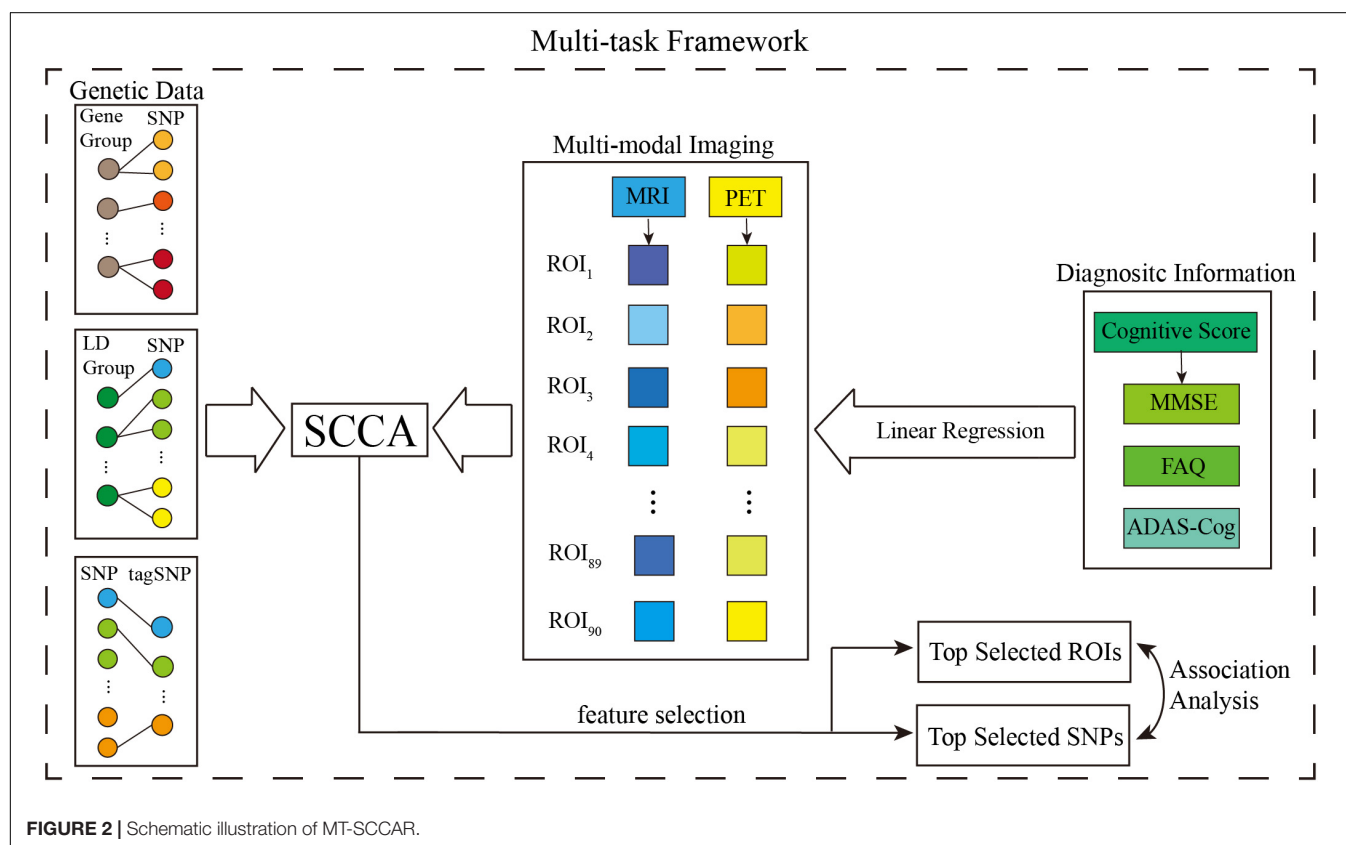 Multi-task Framework
Genetic Data
Gene
Group
SNP
⋮
⋮
LD
Group
SNP
⋮
⋮
SNP
tagSNP
⋮
⋮
SCCA
Multi-modal Imaging
MRI
PET
ROI1
ROI2
ROI3
ROI4
⋮
⋮
ROI89
ROI90
Linear Regression
Diagnositc Information
Cognitive Score
MMSE
FAQ
ADAS-Cog
feature selection
Top Selected ROIs
Top Selected SNPs
Association
Analysis
FIGURE 2 | Schematic illustration of MT-SCCAR.